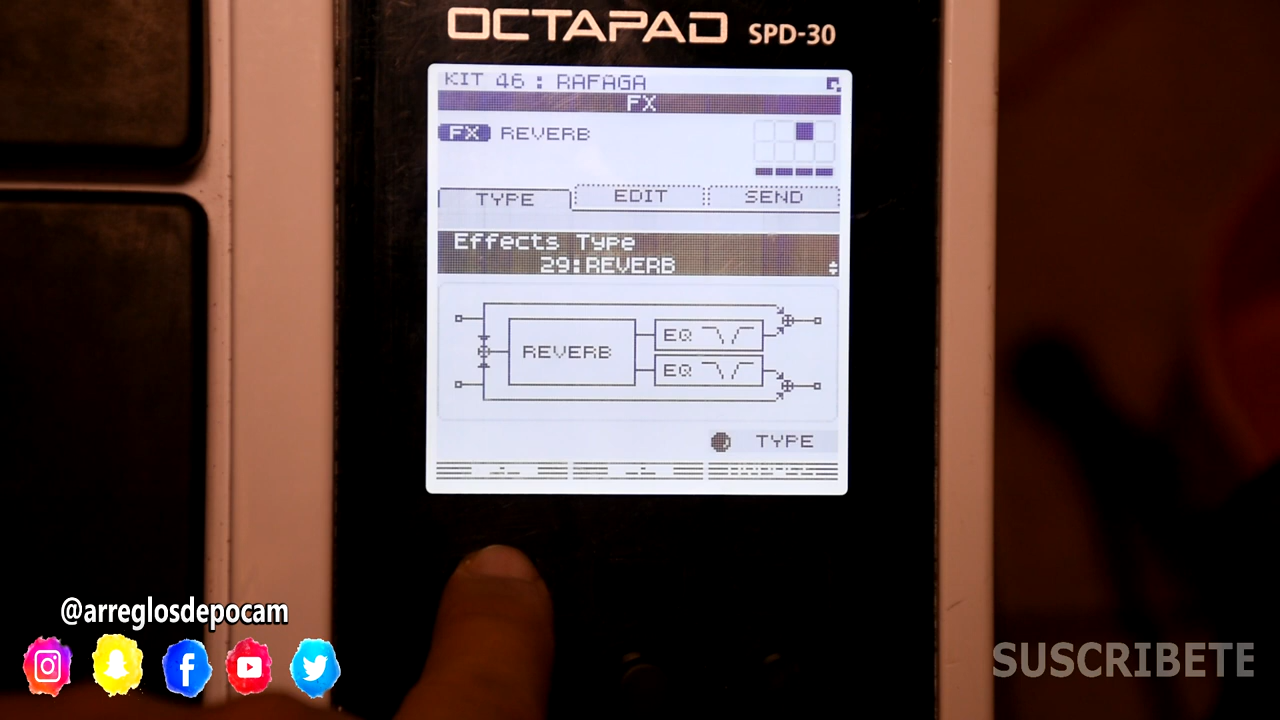 OCTAPAD SPD-30
KIT 46 : RAFAGA
FX
FX REVERB
TYPE EDIT SEND
Effects Type
29:REVERB
REVERB
EQ
EQ
TYPE
@arreglosdepocam
SUSCRIBETE